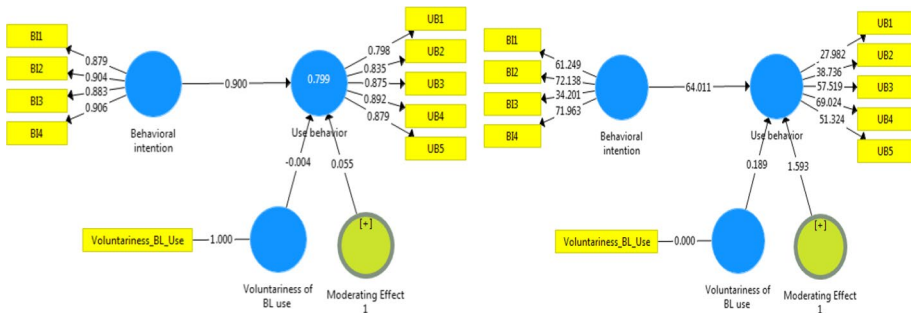 BI1
BI2
BI3
BI4
0.879
0.904
0.883
0.906
Behavioral
intention
0.900
0.799
Use behavior
0.798
0.835
0.875
0.892
0.879
UB1
UB2
UB3
UB4
UB5
-0.004
0.055
Voluntariness_BL_Use
1.000
Voluntariness of
BL use
[+]
Moderating Effect
1
BI1
BI2
BI3
BI4
61.249
72.138
34.201
71.963
Behavioral
intention
64.011
Use behavior
27.982
38.736
57.519
69.024
51.324
UB1
UB2
UB3
UB4
UB5
0.189
1.593
Voluntariness_BL_Use
0.000
Voluntariness of
BL use
[+]
Moderating Effect
1